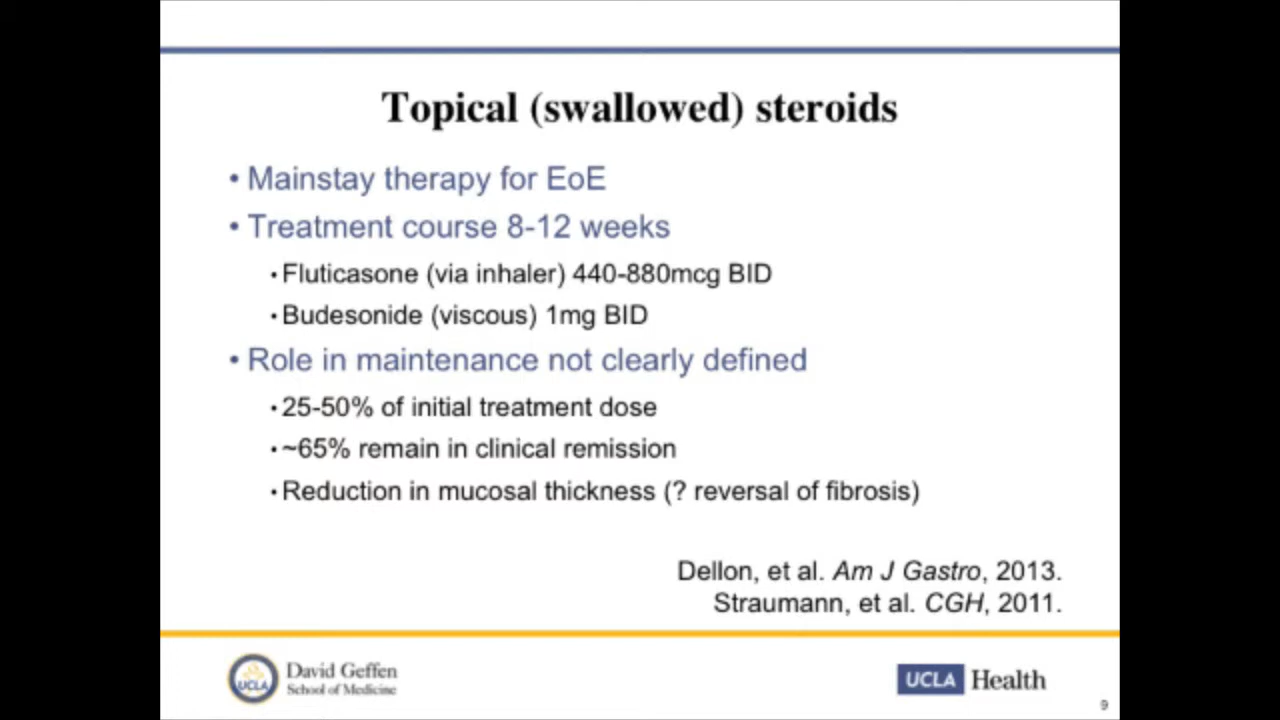 Topical (swallowed) steroids
• Mainstay therapy for EoE
• Treatment course 8-12 weeks
• Fluticasone (via inhaler) 440-880mcg BID
• Budesonide (viscous) 1mg BID
• Role in maintenance not clearly defined
• 25-50% of initial treatment dose
• ~65% remain in clinical remission
• Reduction in mucosal thickness (? reversal of fibrosis)
Dellon, et al. Am J Gastro, 2013.
Straumann, et al. CGH, 2011.
UCLA
David Geffen
School of Medicine
UCLA Health
9